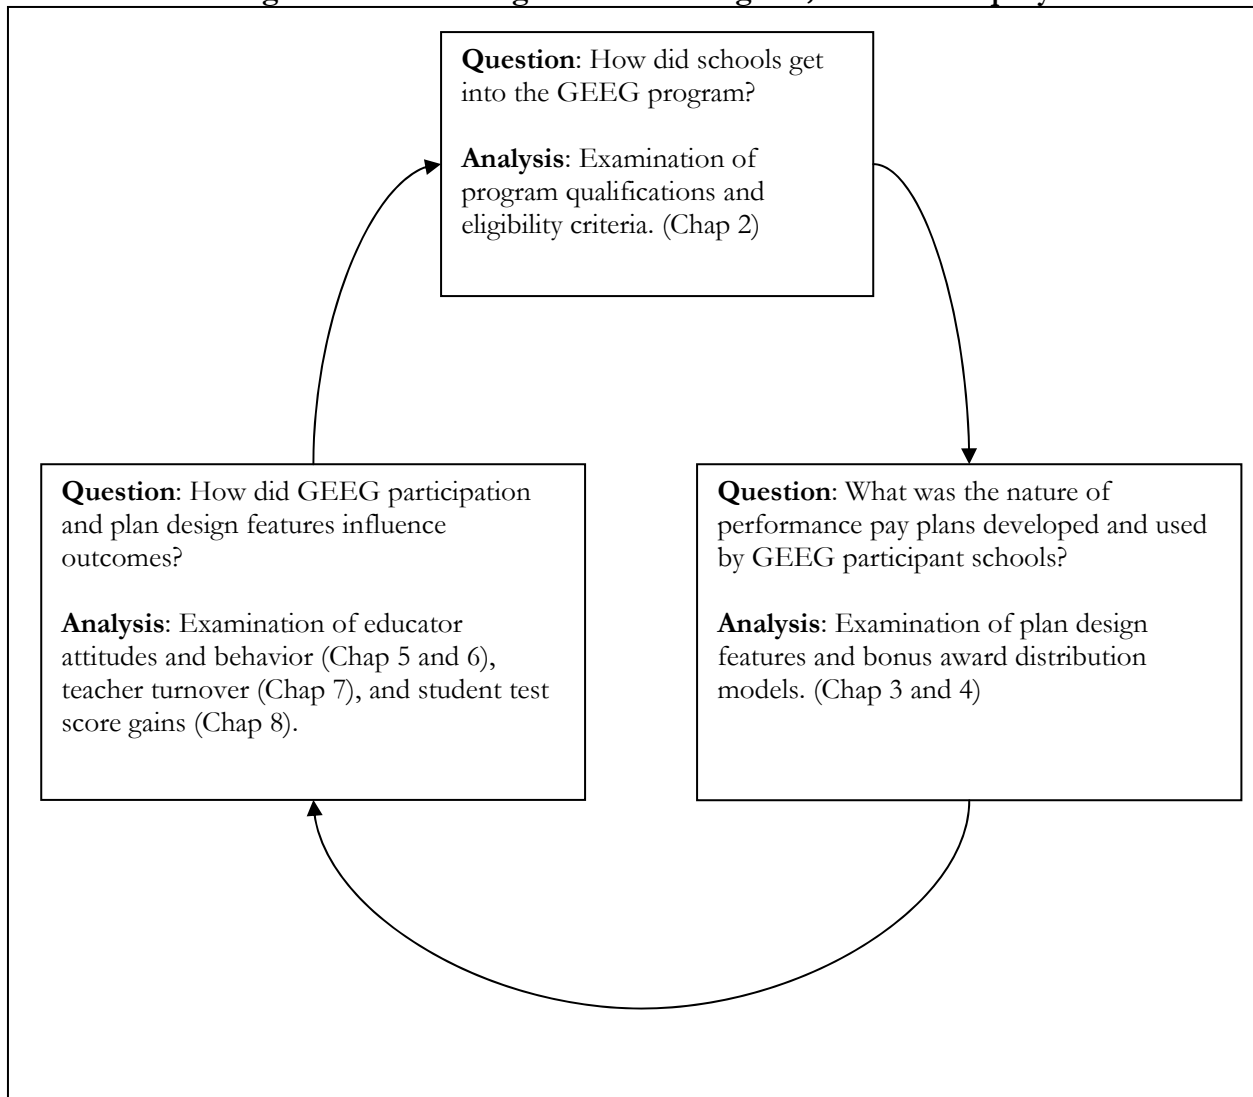 Question: How did schools get
into the GEEG program?
Analysis: Examination of
program qualifications and
eligibility criteria. (Chap 2)
Question: How did GEEG participation
and plan design features influence
outcomes?
Analysis: Examination of educator
attitudes and behavior (Chap 5 and 6),
teacher turnover (Chap 7), and student test
score gains (Chap 8).
Question: What was the nature of
performance pay plans developed and used
by GEEG participant schools?
Analysis: Examination of plan design
features and bonus award distribution
models. (Chap 3 and 4)